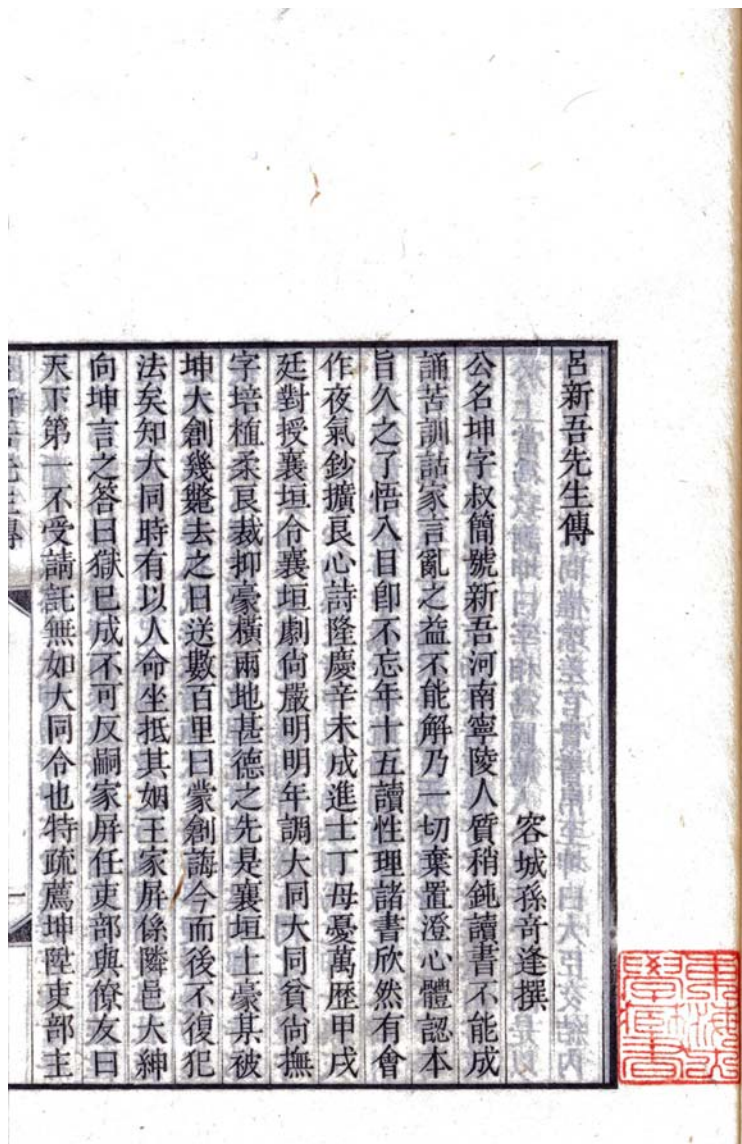 呂新吾先生傳
容城孫奇逢撰
公名坤字叔簡號新吾河南寧陵人質稍鈍讀書不能成
誦苦訓詁家言亂之益不能解乃一切棄置澄心體認本
旨久之了悟入目卽不忘年十五讀性理諸書欣然有會
作夜氣鈔擴良心詩隆慶辛未成進士丁母憂萬歷甲戌
廷對授襄垣令襄垣劇尙嚴明明年調大同大同貧尙撫
字培植柔良裁抑豪橫兩地甚德之先是襄垣土豪某被
坤大創幾斃去之日送數百里曰蒙創誨今而後不復犯
法矣知大同時有以人命坐抵其姻王家屏係隣邑大紳
向坤言之答曰獄已成不可反嗣家屏任吏部與僚友曰
天下第一不受請託無如大同令也特疏薦坤陞吏部主